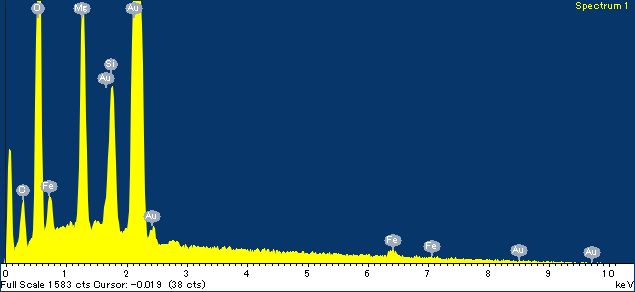 Spectrum 1
O Mg Au
Si
Au
Fe
Au
Fe Fe Au Au
0 1 2 3 4 5 6 7 8 9 10
Full Scale 1583 cts Cursor: -0.019 (38 cts) keV